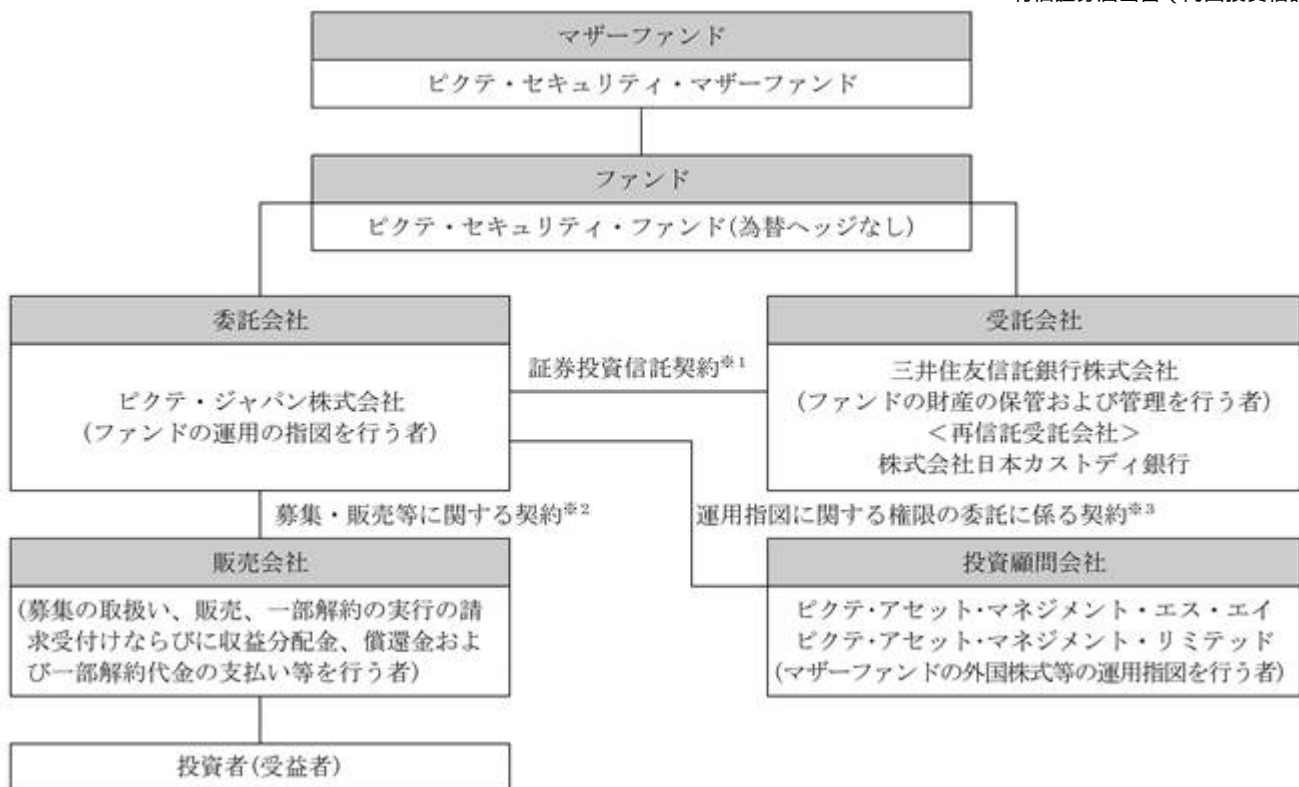 マザーファンド
ピクテ・セキュリティ・マザーファンド
ファンド
ピクテ・セキュリティ・ファンド(為替ヘッジなし)
委託会社
ピクテ・ジャパン株式会社
(ファンドの運用の指図を行う者)
証券投資信託契約※1
受託会社
三井住友信託銀行株式会社
(ファンドの財産の保管および管理を行う者)
＜再信託受託会社＞
株式会社日本カストディ銀行
募集・販売等に関する契約※2
運用指図に関する権限の委託に係る契約※3
販売会社
(募集の取扱い、販売、一部解約の実行の請
求受付けならびに収益分配金、償還金およ
び一部解約代金の支払い等を行う者)
投資顧問会社
ピクテ・アセット・マネジメント・エス・エイ
ピクテ・アセット・マネジメント・リミテッド
(マザーファンドの外国株式等の運用指図を行う者)
投資者(受益者)